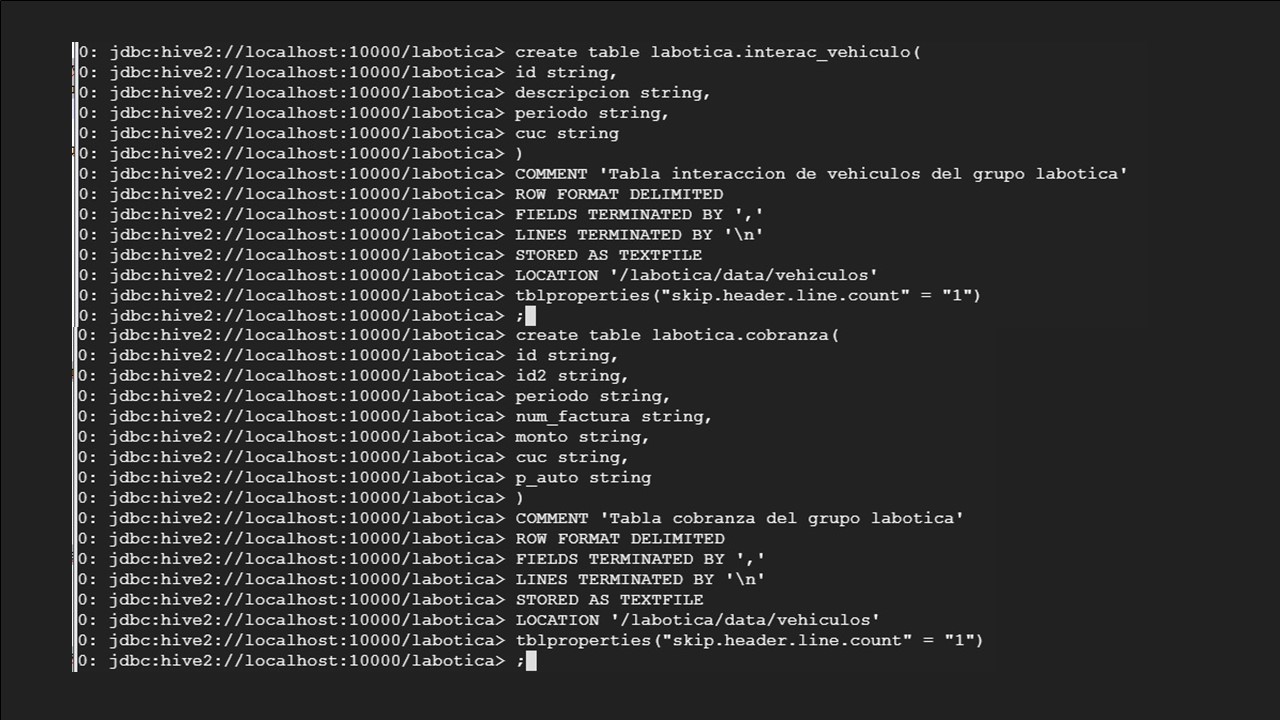 0: jdbc:hive2://localhost:10000/labotica> create table labotica.interac_vehiculo(
0: jdbc:hive2://localhost:10000/labotica> id string,
0: jdbc:hive2://localhost:10000/labotica> descripcion string,
0: jdbc:hive2://localhost:10000/labotica> periodo string,
0: jdbc:hive2://localhost:10000/labotica> cuc string
0: jdbc:hive2://localhost:10000/labotica> )
0: jdbc:hive2://localhost:10000/labotica> COMMENT 'Tabla interaccion de vehiculos del grupo labotica'
0: jdbc:hive2://localhost:10000/labotica> ROW FORMAT DELIMITED
0: jdbc:hive2://localhost:10000/labotica> FIELDS TERMINATED BY ','
0: jdbc:hive2://localhost:10000/labotica> LINES TERMINATED BY '\n'
0: jdbc:hive2://localhost:10000/labotica> STORED AS TEXTFILE
0: jdbc:hive2://localhost:10000/labotica> LOCATION '/labotica/data/vehiculos'
0: jdbc:hive2://localhost:10000/labotica> tblproperties("skip.header.line.count" = "1")
0: jdbc:hive2://localhost:10000/labotica> ;
0: jdbc:hive2://localhost:10000/labotica> create table labotica.cobranza(
0: jdbc:hive2://localhost:10000/labotica> id string,
0: jdbc:hive2://localhost:10000/labotica> id2 string,
0: jdbc:hive2://localhost:10000/labotica> periodo string,
0: jdbc:hive2://localhost:10000/labotica> num_factura string,
0: jdbc:hive2://localhost:10000/labotica> monto string,
0: jdbc:hive2://localhost:10000/labotica> cuc string,
0: jdbc:hive2://localhost:10000/labotica> p_auto string
0: jdbc:hive2://localhost:10000/labotica> )
0: jdbc:hive2://localhost:10000/labotica> COMMENT 'Tabla cobranza del grupo labotica'
0: jdbc:hive2://localhost:10000/labotica> ROW FORMAT DELIMITED
0: jdbc:hive2://localhost:10000/labotica> FIELDS TERMINATED BY ','
0: jdbc:hive2://localhost:10000/labotica> LINES TERMINATED BY '\n'
0: jdbc:hive2://localhost:10000/labotica> STORED AS TEXTFILE
0: jdbc:hive2://localhost:10000/labotica> LOCATION '/labotica/data/vehiculos'
0: jdbc:hive2://localhost:10000/labotica> tblproperties("skip.header.line.count" = "1")
0: jdbc:hive2://localhost:10000/labotica> ;